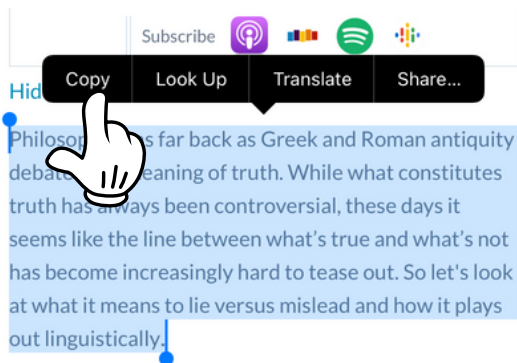 Subscribe
Copy Look Up Translate Share...
Hid
Philosop s far back as Greek and Roman antiquity
debat eaning of truth. While what constitutes
truth has always been controversial, these days it
seems like the line between what's true and what's not
has become increasingly hard to tease out. So let's look
at what it means to lie versus mislead and how it plays
out linguistically.